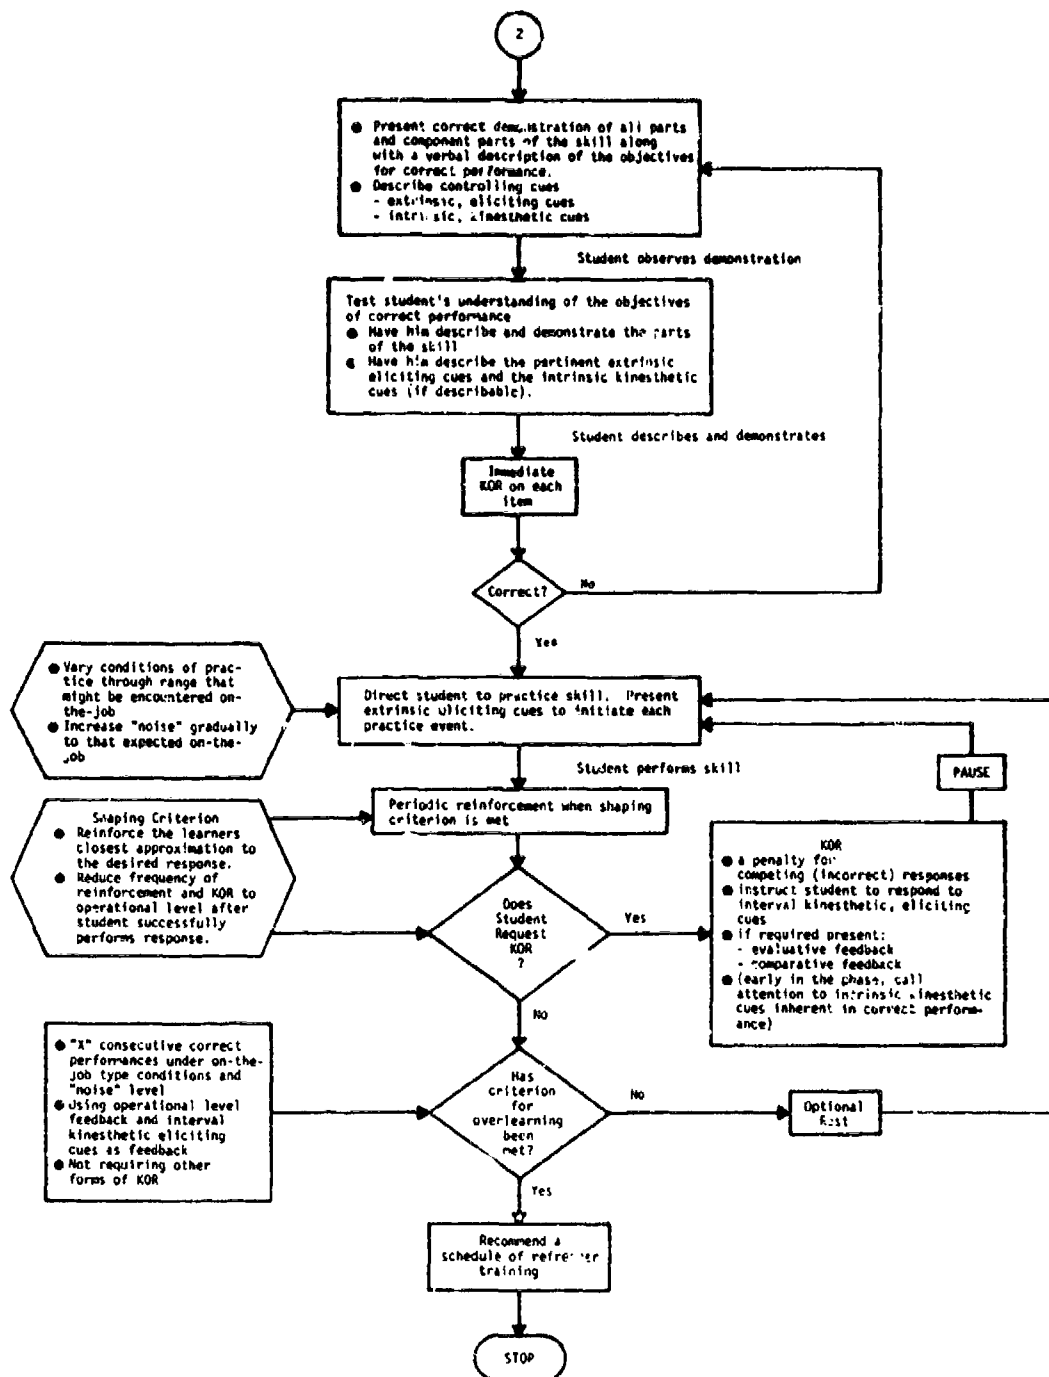 2
● Present correct demonstration of all parts
and component parts of the skill along
with a verbal description of the objectives
for correct performance.
● Describe controlling cues
- extrinsic, eliciting cues
- intrinsic, kinesthetic cues
Student observes demonstration
Test student's understanding of the objectives
of correct performance
● Have him describe and demonstrate the parts
of the skill
● Have him describe the pertinent extrinsic
eliciting cues and the intrinsic kinesthetic
cues (if describable).
Student describes and demonstrates
Immediate
KOR on each
item
Correct?
No
Yes
● Vary conditions of prac-
tice through range that
might be encountered on-
the-job
● Increase "noise" gradually
to that expected on-the-
job
Direct student to practice skill. Present
extrinsic eliciting cues to initiate each
practice event.
Student performs skill
PAUSE
Shaping Criterion
● Reinforce the learners
closest approximation to
the desired response.
● Reduce frequency of
reinforcement and KOR to
operational level after
student successfully
performs response.
Periodic reinforcement when shaping
criterion is met
Does
Student
Request
KOR
?
Yes
No
KOR
● a penalty for
competing (incorrect) responses
● instruct student to respond to
interval kinesthetic, eliciting
cues
● if required present:
- evaluative feedback
- comparative feedback
● (early in the phase, call
attention to intrinsic kinesthetic
cues inherent in correct perform-
ance)
● "X" consecutive correct
performances under on-the-
job type conditions and
"noise" level
● Using operational level
feedback and interval
kinesthetic eliciting
cues as feedback
● Not requiring other
forms of KOR
Has
criterion
for
overlearning
been
met?
No
Optional
Rest
Yes
Recommend a
schedule of refresher
training
STOP